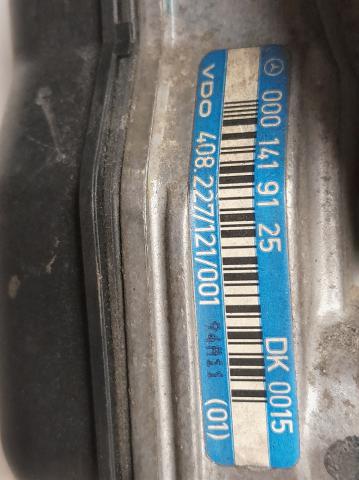 000 141 91 25 DK 0015
VDO 408.227/121/001 (01)